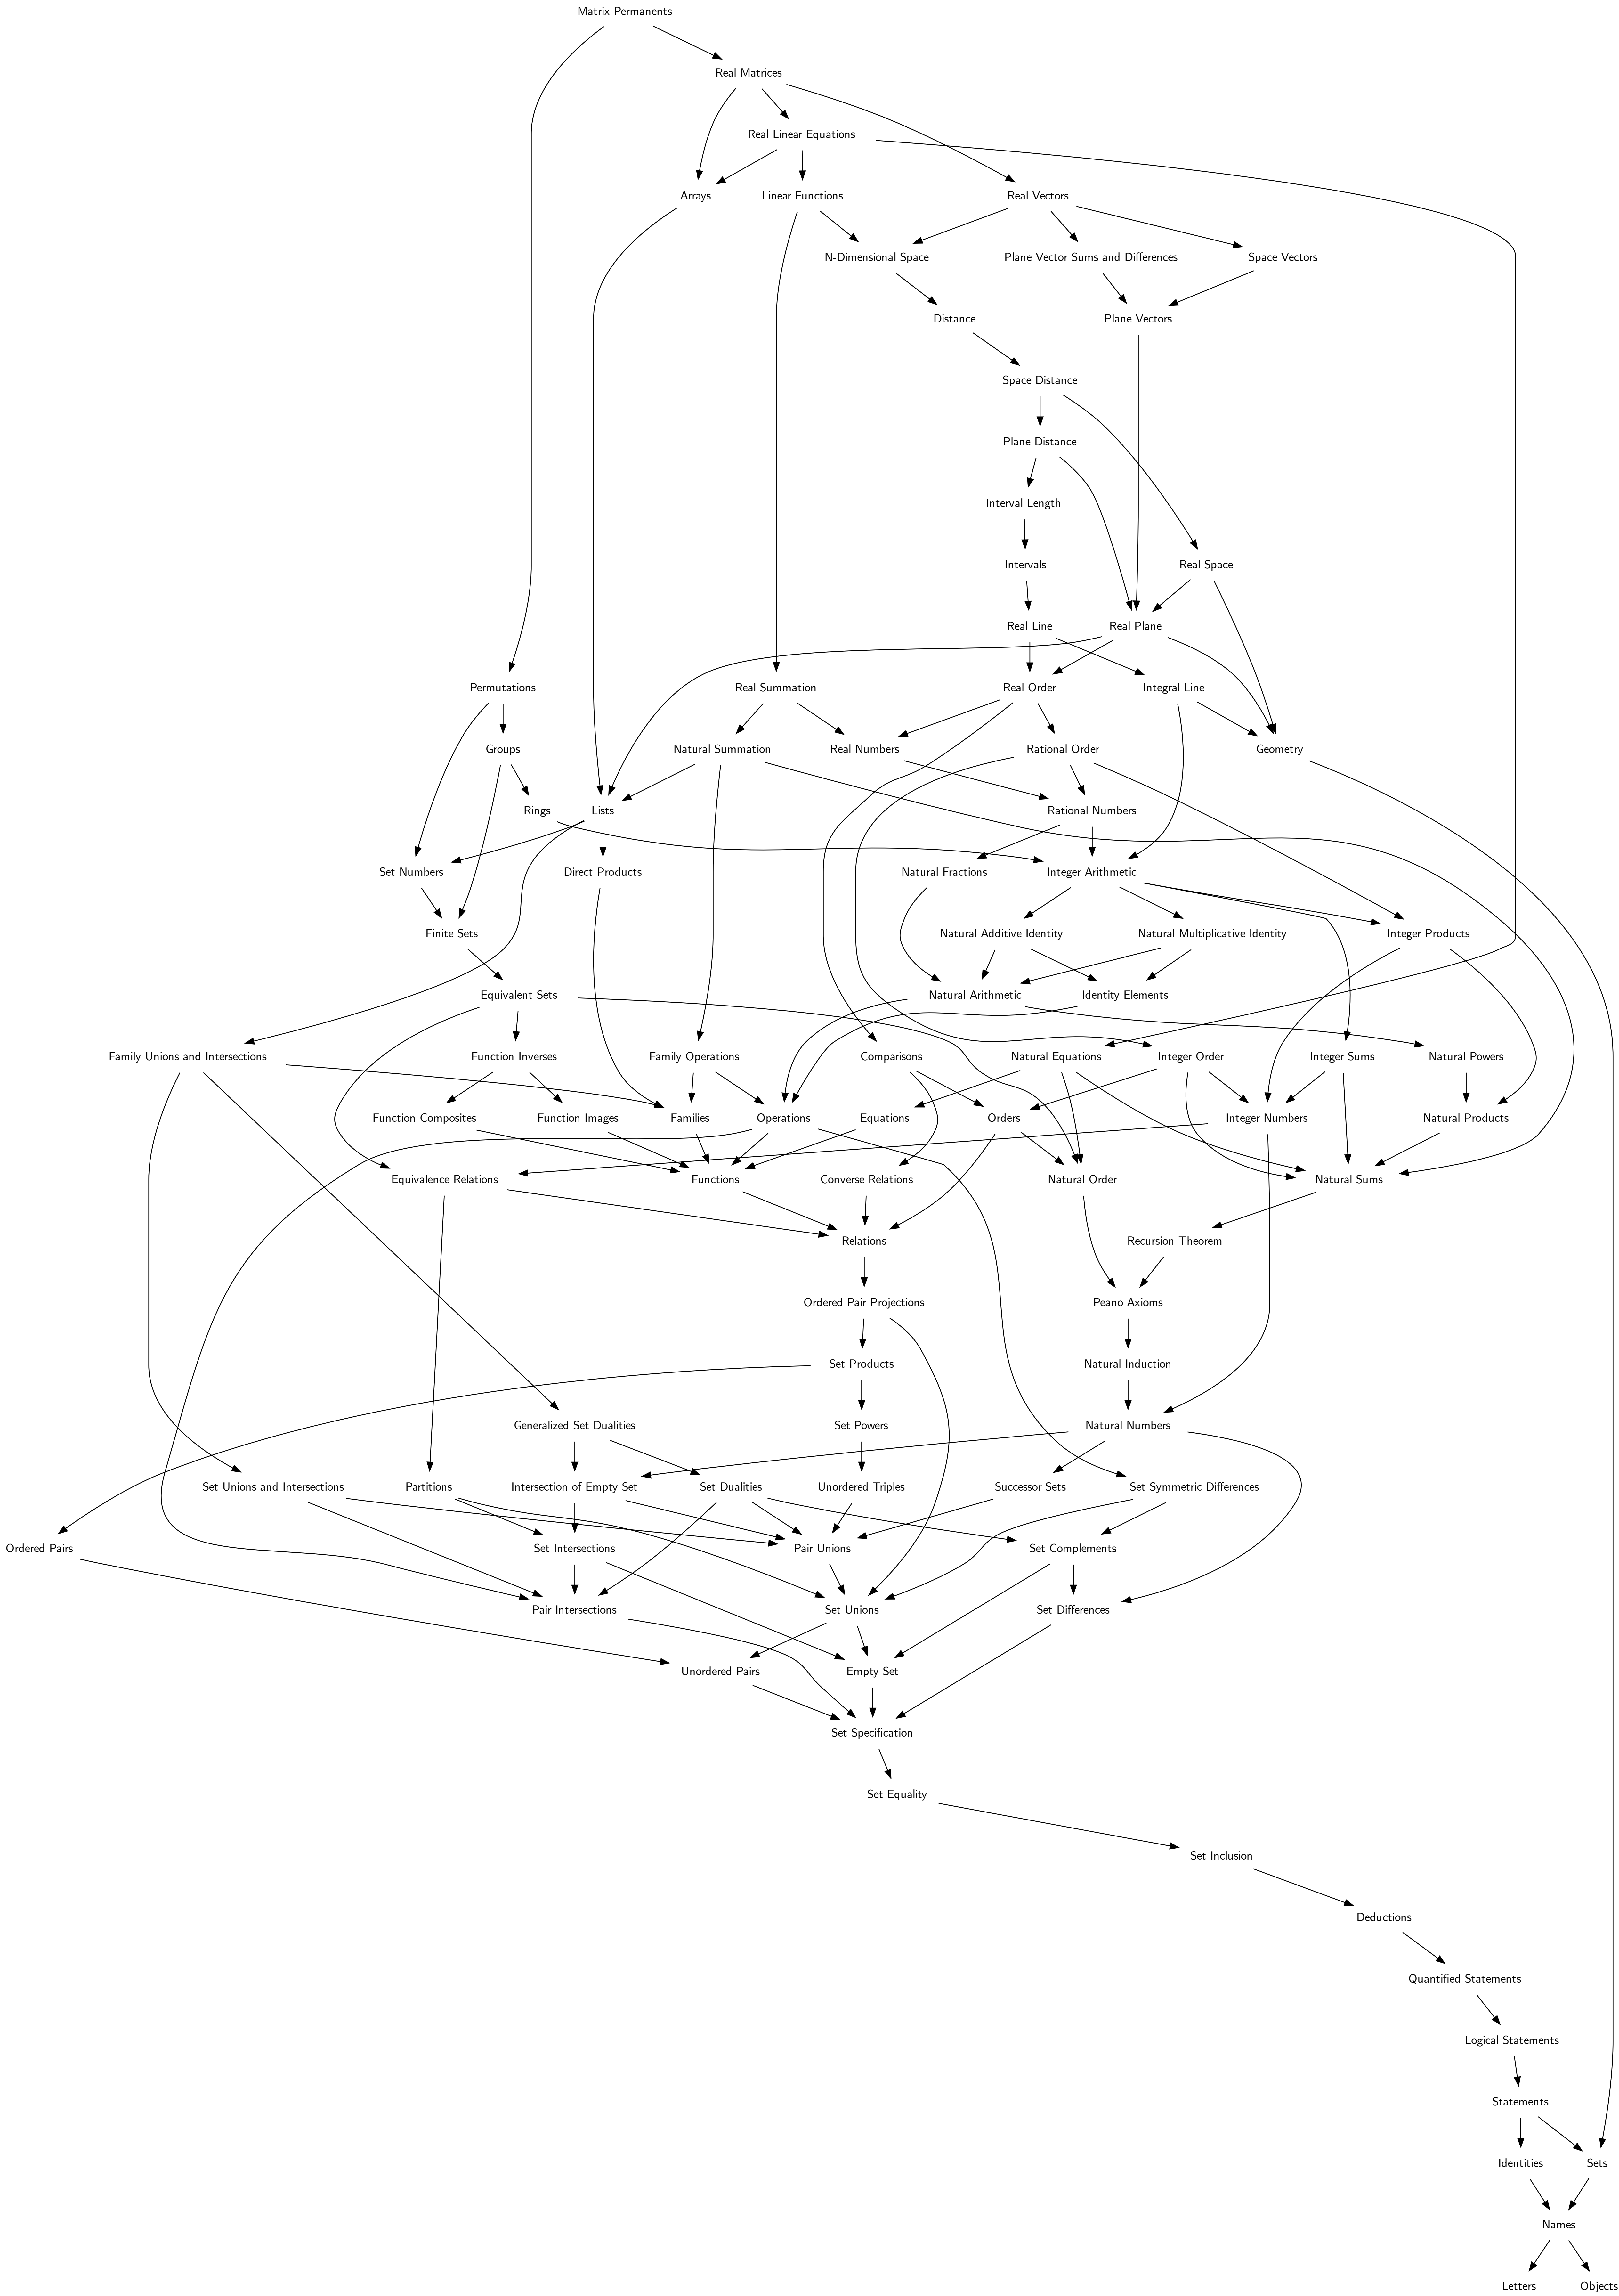 Matrix Permanents
Real Matrices
Real Linear Equations
Arrays
Linear Functions
Real Vectors
N-Dimensional Space
Plane Vector Sums and Differences
Space Vectors
Distance
Plane Vectors
Space Distance
Plane Distance
Interval Length
Intervals
Real Space
Real Line
Real Plane
Permutations
Real Summation
Real Order
Integral Line
Groups
Natural Summation
Real Numbers
Rational Order
Geometry
Rings
Lists
Rational Numbers
Set Numbers
Direct Products
Natural Fractions
Integer Arithmetic
Finite Sets
Natural Additive Identity
Natural Multiplicative Identity
Integer Products
Equivalent Sets
Natural Arithmetic
Identity Elements
Family Unions and Intersections
Function Inverses
Family Operations
Comparisons
Natural Equations
Integer Order
Integer Sums
Natural Powers
Function Composites
Function Images
Families
Operations
Equations
Orders
Integer Numbers
Natural Products
Equivalence Relations
Functions
Converse Relations
Natural Order
Natural Sums
Relations
Recursion Theorem
Ordered Pair Projections
Peano Axioms
Set Products
Natural Induction
Generalized Set Dualities
Set Powers
Natural Numbers
Set Unions and Intersections
Partitions
Intersection of Empty Set
Set Dualities
Unordered Triples
Successor Sets
Set Symmetric Differences
Ordered Pairs
Set Intersections
Pair Unions
Set Complements
Pair Intersections
Set Unions
Set Differences
Unordered Pairs
Empty Set
Set Specification
Set Equality
Set Inclusion
Deductions
Quantified Statements
Logical Statements
Statements
Identities
Sets
Names
Letters
Objects